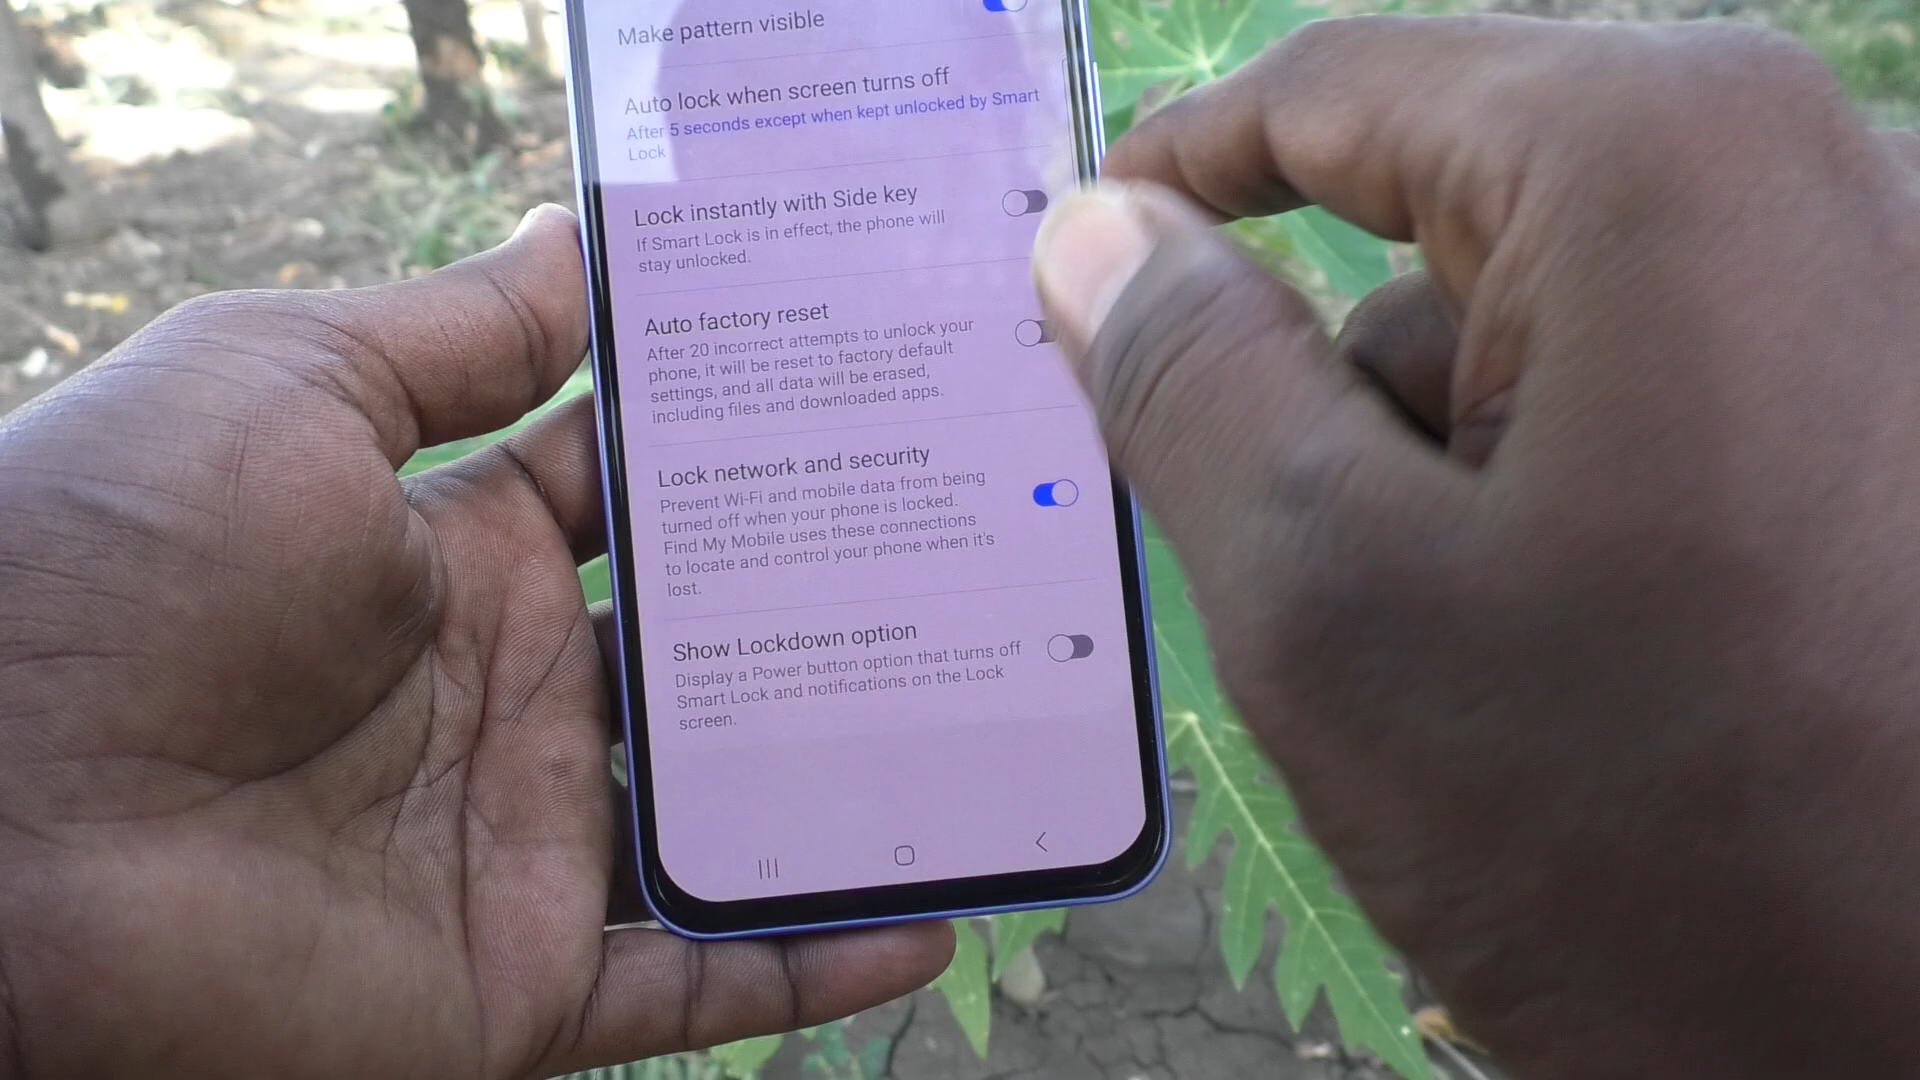 Make pattern visible
Auto lock when screen turns off
After 5 seconds except when kept unlocked by Smart
Lock
Lock instantly with Side key
If Smart Lock is in effect, the phone will
stay unlocked.
Auto factory reset
After 20 incorrect attempts to unlock your
phone, it will be reset to factory default
settings, and all data will be erased,
including files and downloaded apps.
Lock network and security
Prevent Wi-Fi and mobile data from being
turned off when your phone is locked.
Find My Mobile uses these connections
to locate and control your phone when it's
lost.
Show Lockdown option
Display a Power button option that turns off
Smart Lock and notifications on the Lock
screen.